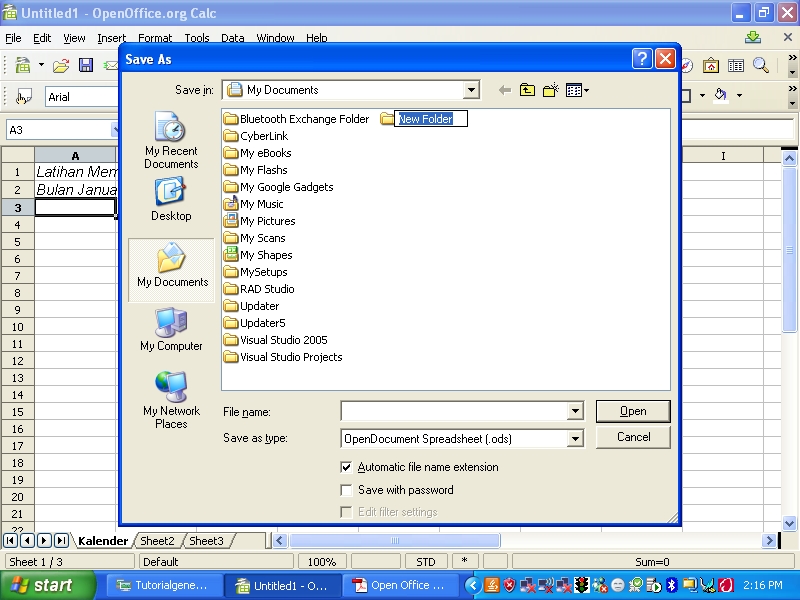 Untitled1 - OpenOffice.org Calc
File Edit View Insert Format Tools Data Window Help
Save As
Save in:
My Documents
Arial
A3
A
I
1
2
3
4
5
6
7
8
9
10
11
12
13
14
15
16
17
18
19
20
21
22
Latihan Mem
Bulan Janua
My Recent
Documents
Desktop
My Documents
My Computer
My Network
Places
Bluetooth Exchange Folder
CyberLink
My eBooks
My Flashs
My Google Gadgets
My Music
My Pictures
My Scans
My Shapes
MySetups
RAD Studio
Updater
Updater5
Visual Studio 2005
Visual Studio Projects
New Folder
File name:
Open
Save as type:
OpenDocument Spreadsheet (.ods)
Cancel
Automatic file name extension
Save with password
Edit filter settings
Kalender Sheet2 Sheet3
Sheet 1 / 3 Default 100% STD * Sum=0
start Tutorialgene... Untitled1 - O... Open Office ... 2:16 PM